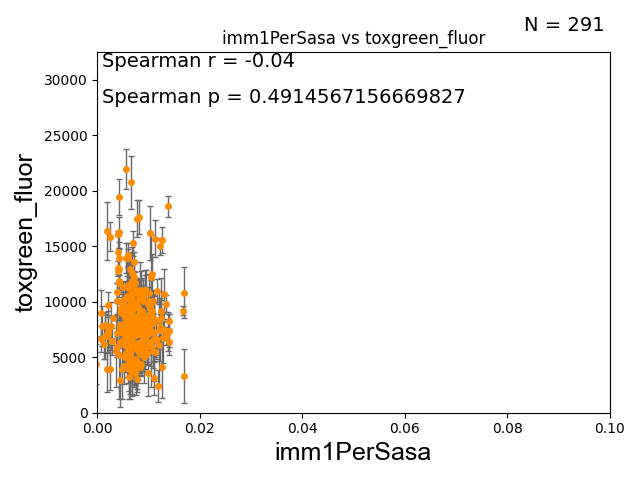 N = 291
imm1PerSasa vs toxgreen_fluor
Spearman r = -0.04
Spearman p = 0.4914567156669827
toxgreen_fluor
30000
25000
20000
15000
10000
5000
0
0.00 0.02 0.04 0.06 0.08 0.10
imm1PerSasa